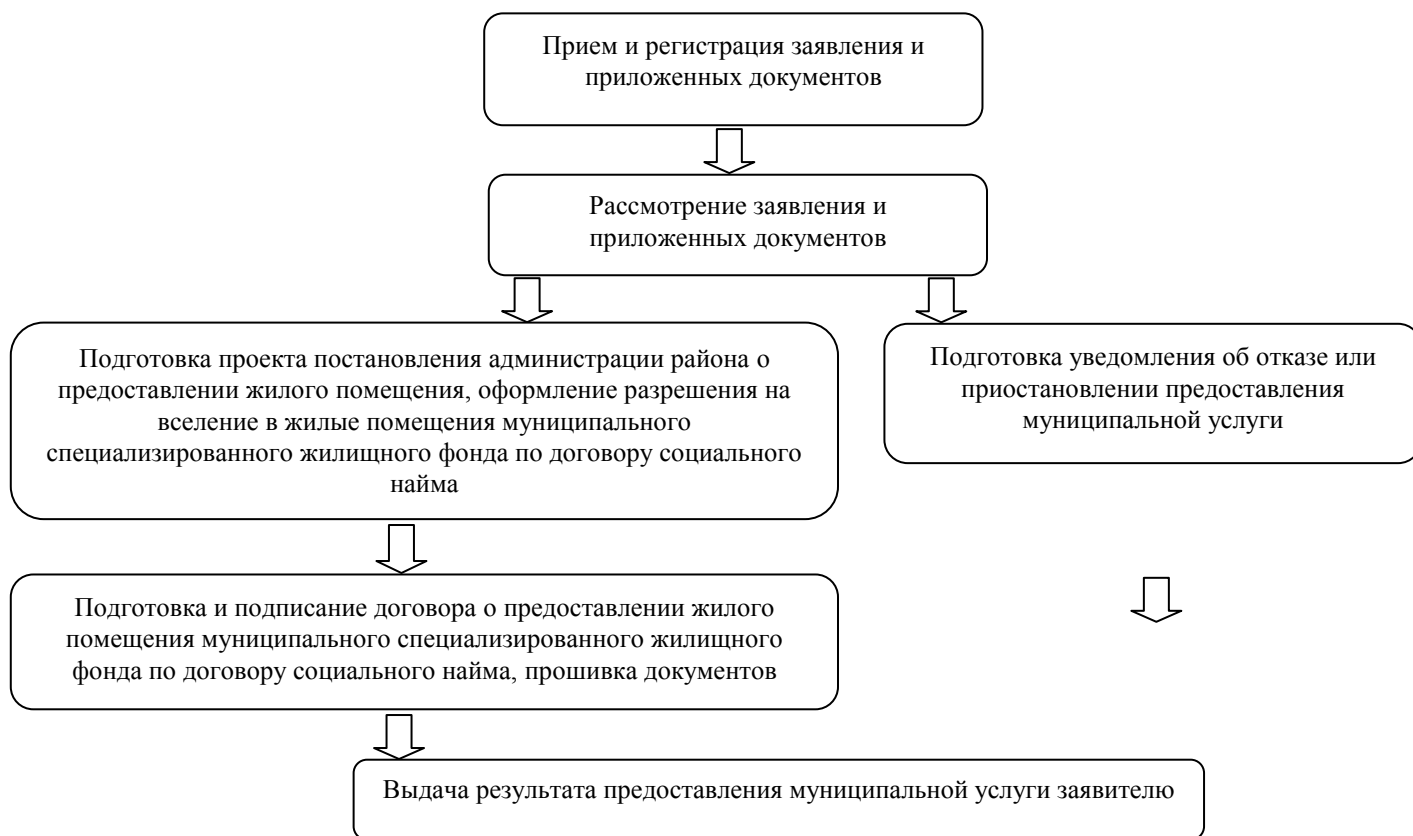 Прием и регистрация заявления и
приложенных документов
Рассмотрение заявления и
приложенных документов
Подготовка проекта постановления администрации района о
предоставлении жилого помещения, оформление разрешения на
вселение в жилые помещения муниципального
специализированного жилищного фонда по договору социального
найма
Подготовка уведомления об отказе или
приостановлении предоставления
муниципальной услуги
Подготовка и подписание договора о предоставлении жилого
помещения муниципального специализированного жилищного
фонда по договору социального найма, прошивка документов
Выдача результата предоставления муниципальной услуги заявителю